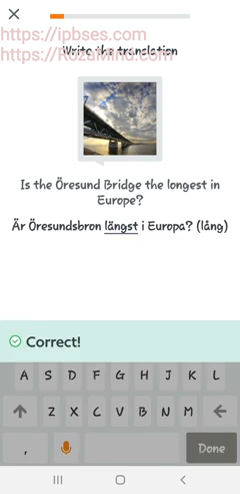 https://ipbses.com
Write the translation
https://RozaMind.com
Is the Öresund Bridge the longest in
Europe?
Är Öresundsbron längst i Europa? (lång)
Correct!
A S D F G H J K L
Z X C V B N M
, Done